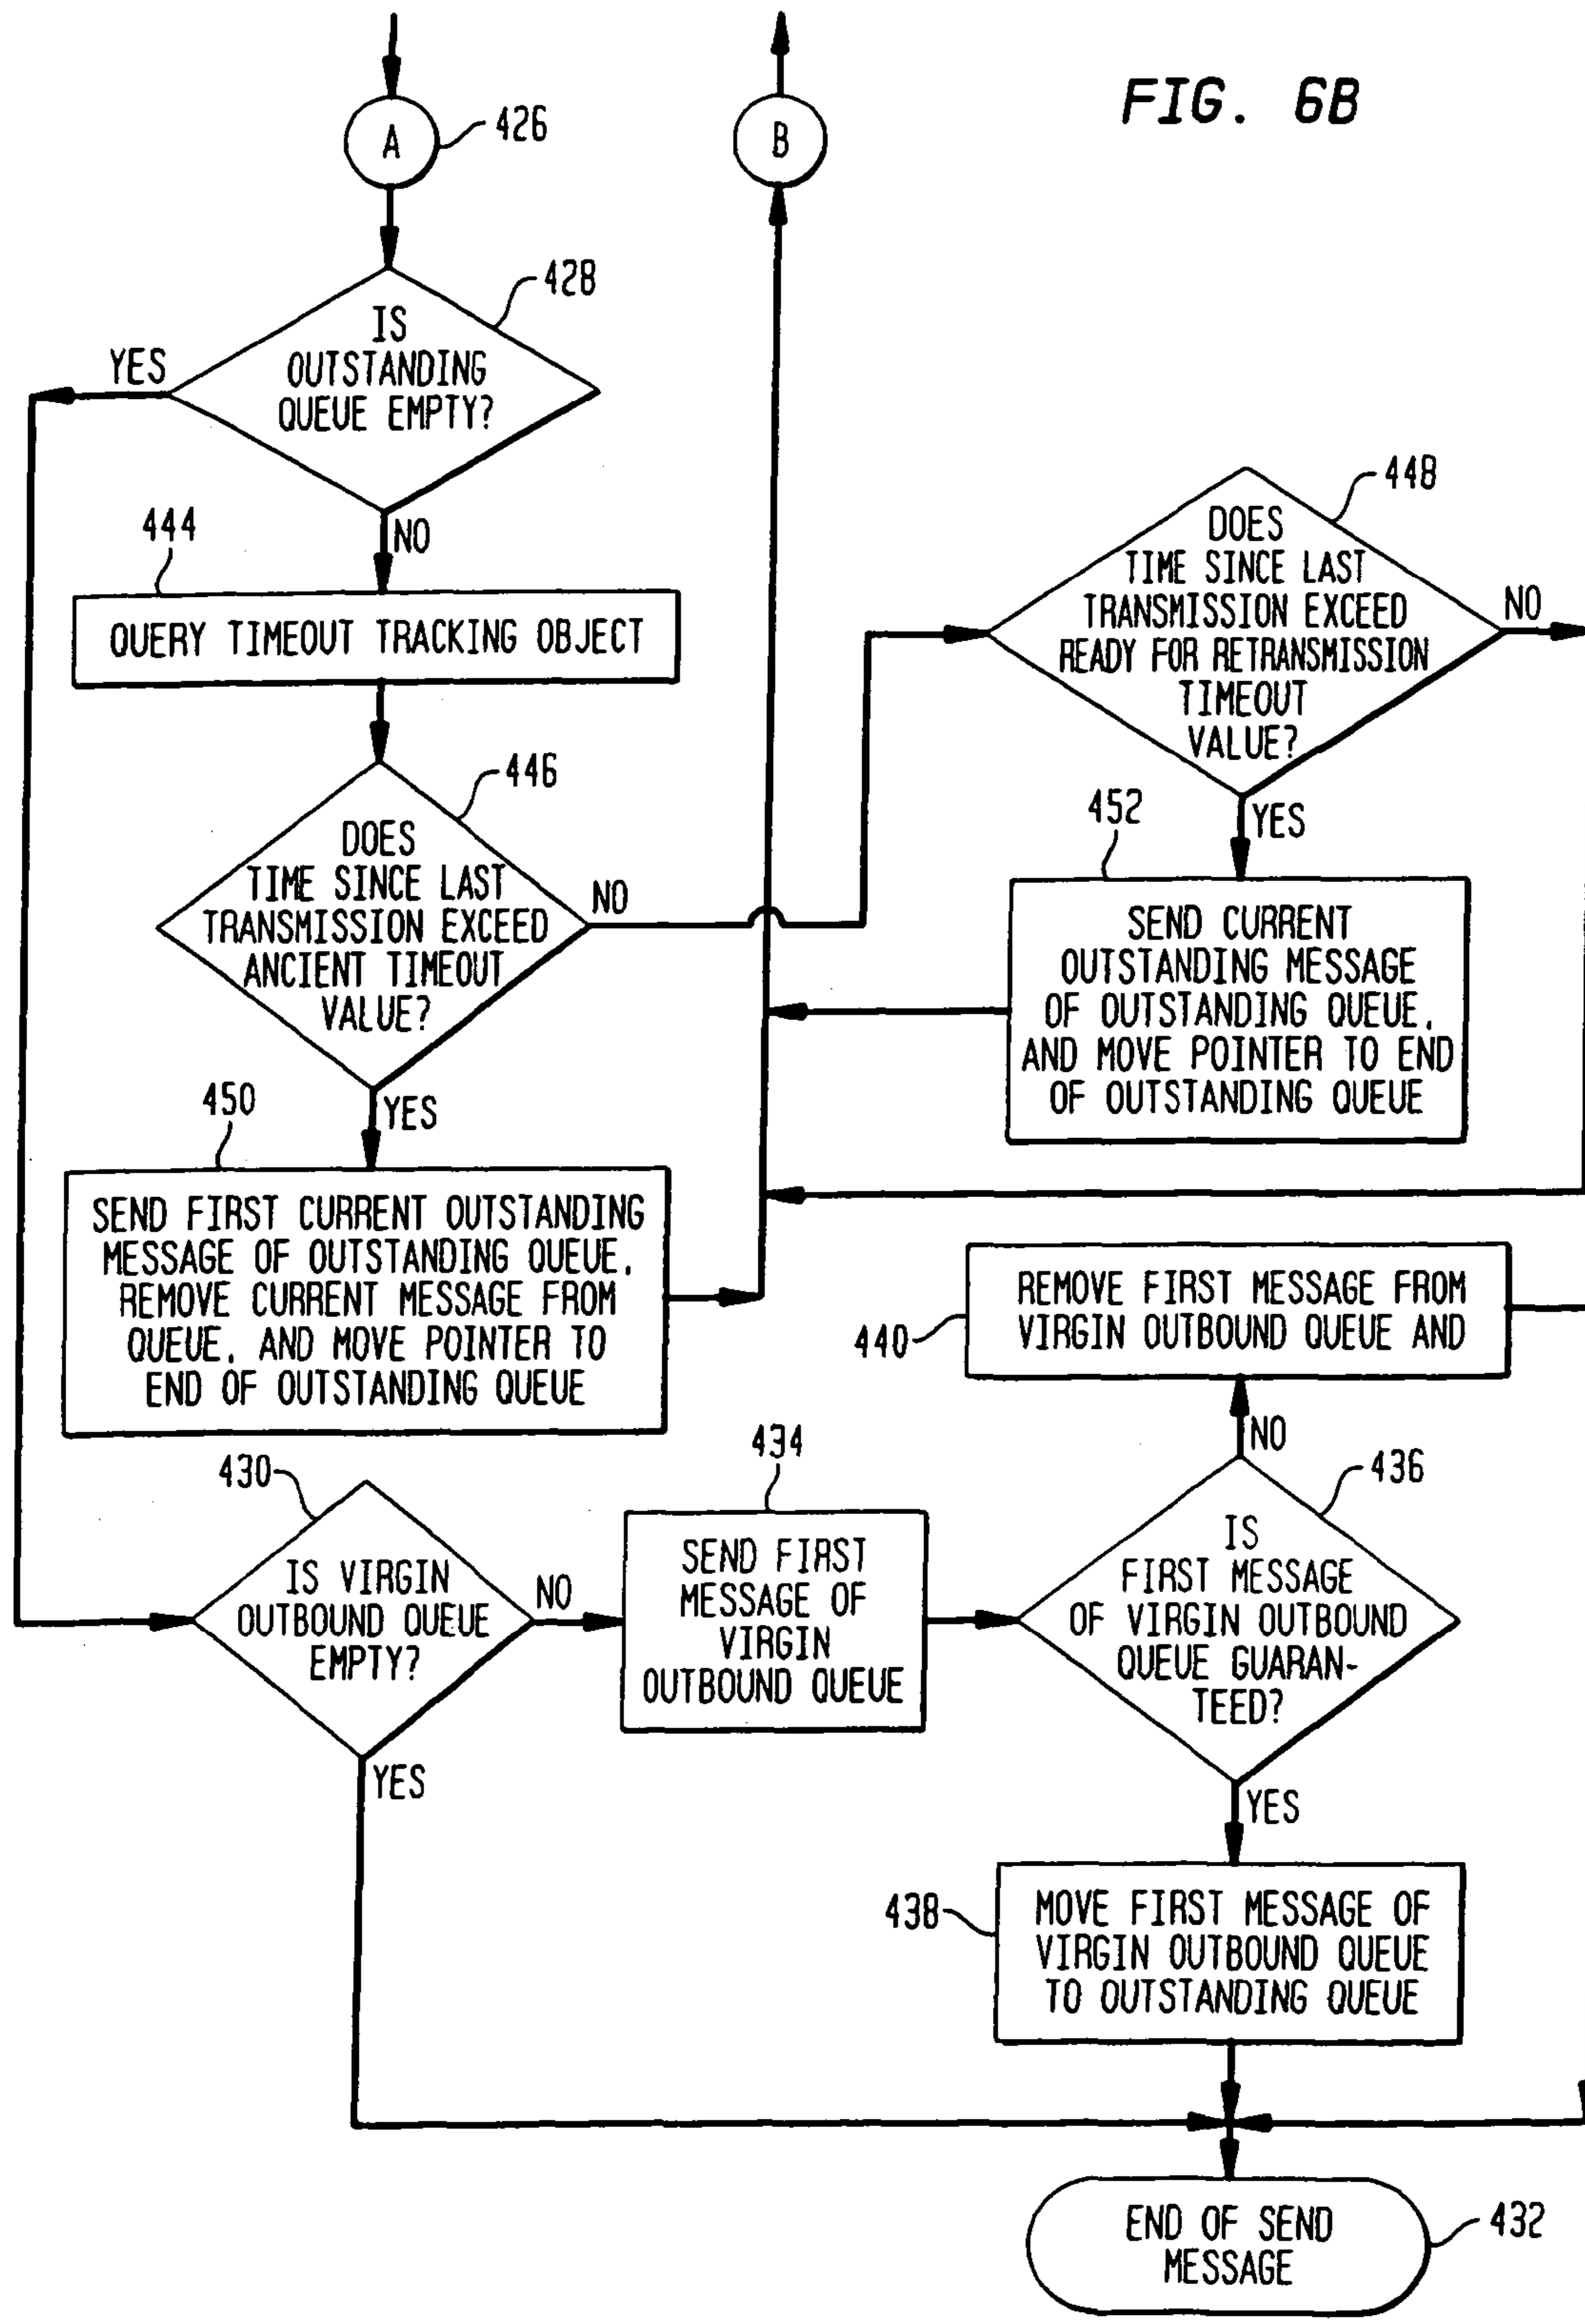 FIG. 6B
A
426
B
428
IS
OUTSTANDING
QUEUE EMPTY?
YES
NO
444
QUERY TIMEOUT TRACKING OBJECT
446
DOES
TIME SINCE LAST
TRANSMISSION EXCEED
ANCIENT TIMEOUT
VALUE?
NO
YES
448
DOES
TIME SINCE LAST
TRANSMISSION EXCEED
READY FOR RETRANSMISSION
TIMEOUT
VALUE?
NO
YES
452
SEND CURRENT
OUTSTANDING MESSAGE
OF OUTSTANDING QUEUE,
AND MOVE POINTER TO END
OF OUTSTANDING QUEUE
450
SEND FIRST CURRENT OUTSTANDING
MESSAGE OF OUTSTANDING QUEUE,
REMOVE CURRENT MESSAGE FROM
QUEUE, AND MOVE POINTER TO
END OF OUTSTANDING QUEUE
440
REMOVE FIRST MESSAGE FROM
VIRGIN OUTBOUND QUEUE AND
NO
430
IS VIRGIN
OUTBOUND QUEUE
EMPTY?
NO
YES
434
SEND FIRST
MESSAGE OF
VIRGIN
OUTBOUND QUEUE
436
IS
FIRST MESSAGE
OF VIRGIN OUTBOUND
QUEUE GUARAN-
TEED?
YES
438
MOVE FIRST MESSAGE OF
VIRGIN OUTBOUND QUEUE
TO OUTSTANDING QUEUE
END OF SEND
MESSAGE
432